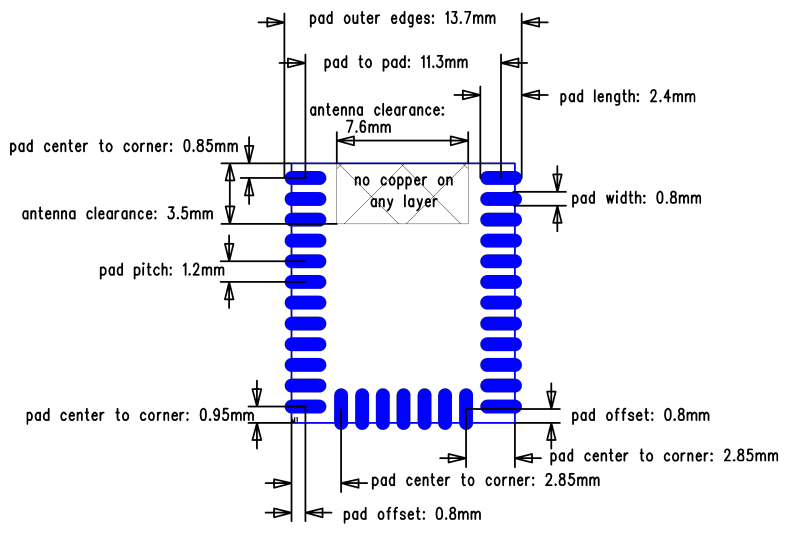 pad outer edges: 13.7mm
pad to pad: 11.3mm
pad length: 2.4mm
antenna clearance:
7.6mm
pad center to corner: 0.85mm
no copper on
any layer
pad width: 0.8mm
antenna clearance: 3.5mm
pad pitch: 1.2mm
pad center to corner: 0.95mm
pad offset: 0.8mm
pad center to corner: 2.85mm
pad center to corner: 2.85mm
pad offset: 0.8mm